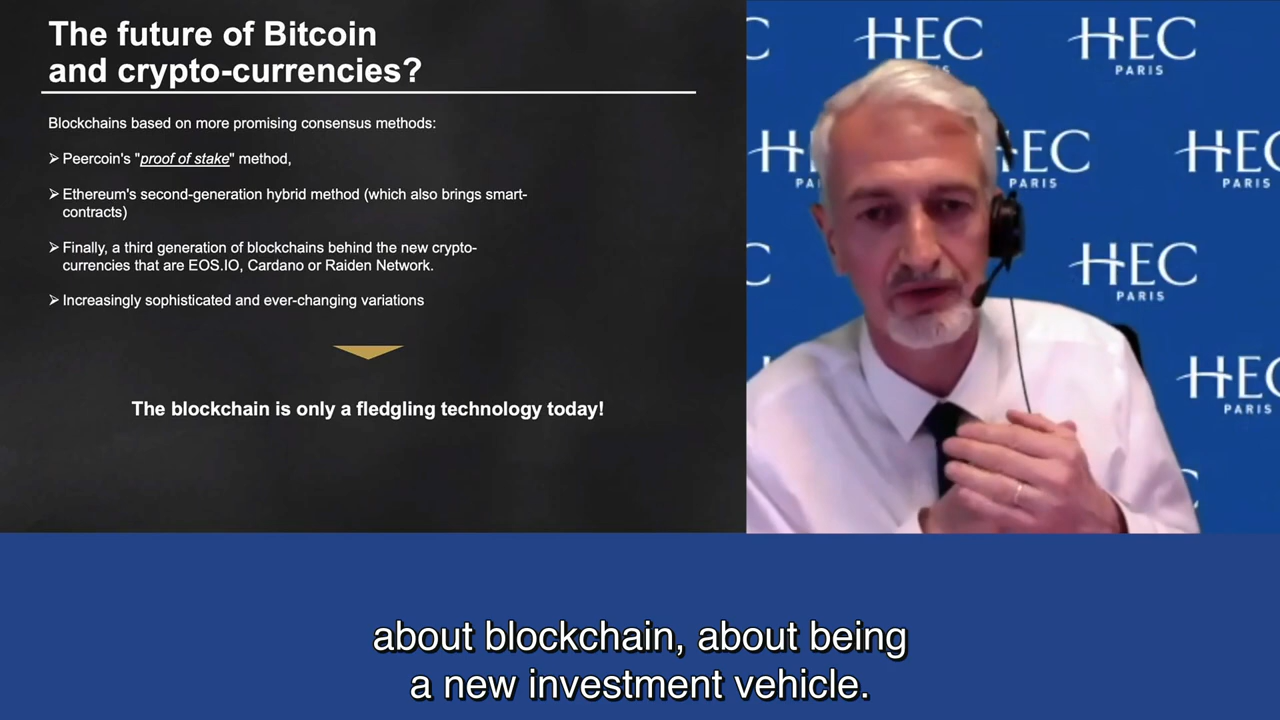 The future of Bitcoin
and crypto-currencies?
Blockchains based on more promising consensus methods:
➢ Peercoin's "proof of stake" method,
➢ Ethereum's second-generation hybrid method (which also brings smart-
contracts)
➢ Finally, a third generation of blockchains behind the new crypto-
currencies that are EOS.IO, Cardano or Raiden Network.
➢ Increasingly sophisticated and ever-changing variations
The blockchain is only a fledgling technology today!
HEC
PARIS
HEC
PARIS
HEC
PARIS
HEC
PARIS
HEC
PARIS
HEC
PARIS
about blockchain, about being
a new investment vehicle.